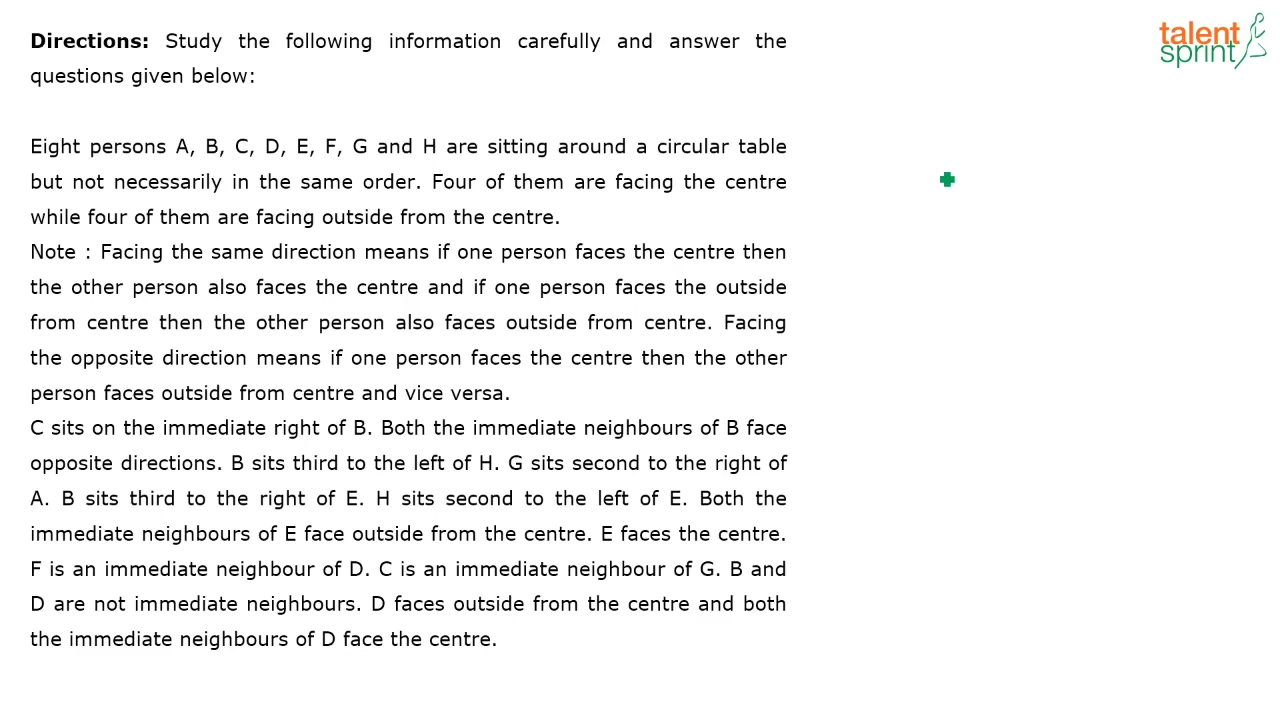 Directions: Study the following information carefully and answer the
questions given below:
Eight persons A, B, C, D, E, F, G and H are sitting around a circular table
but not necessarily in the same order. Four of them are facing the centre
while four of them are facing outside from the centre.
Note : Facing the same direction means if one person faces the centre then
the other person also faces the centre and if one person faces the outside
from centre then the other person also faces outside from centre. Facing
the opposite direction means if one person faces the centre then the other
person faces outside from centre and vice versa.
C sits on the immediate right of B. Both the immediate neighbours of B face
opposite directions. B sits third to the left of H. G sits second to the right of
A. B sits third to the right of E. H sits second to the left of E. Both the
immediate neighbours of E face outside from the centre. E faces the centre.
F is an immediate neighbour of D. C is an immediate neighbour of G. B and
D are not immediate neighbours. D faces outside from the centre and both
the immediate neighbours of D face the centre.
talent
sprint